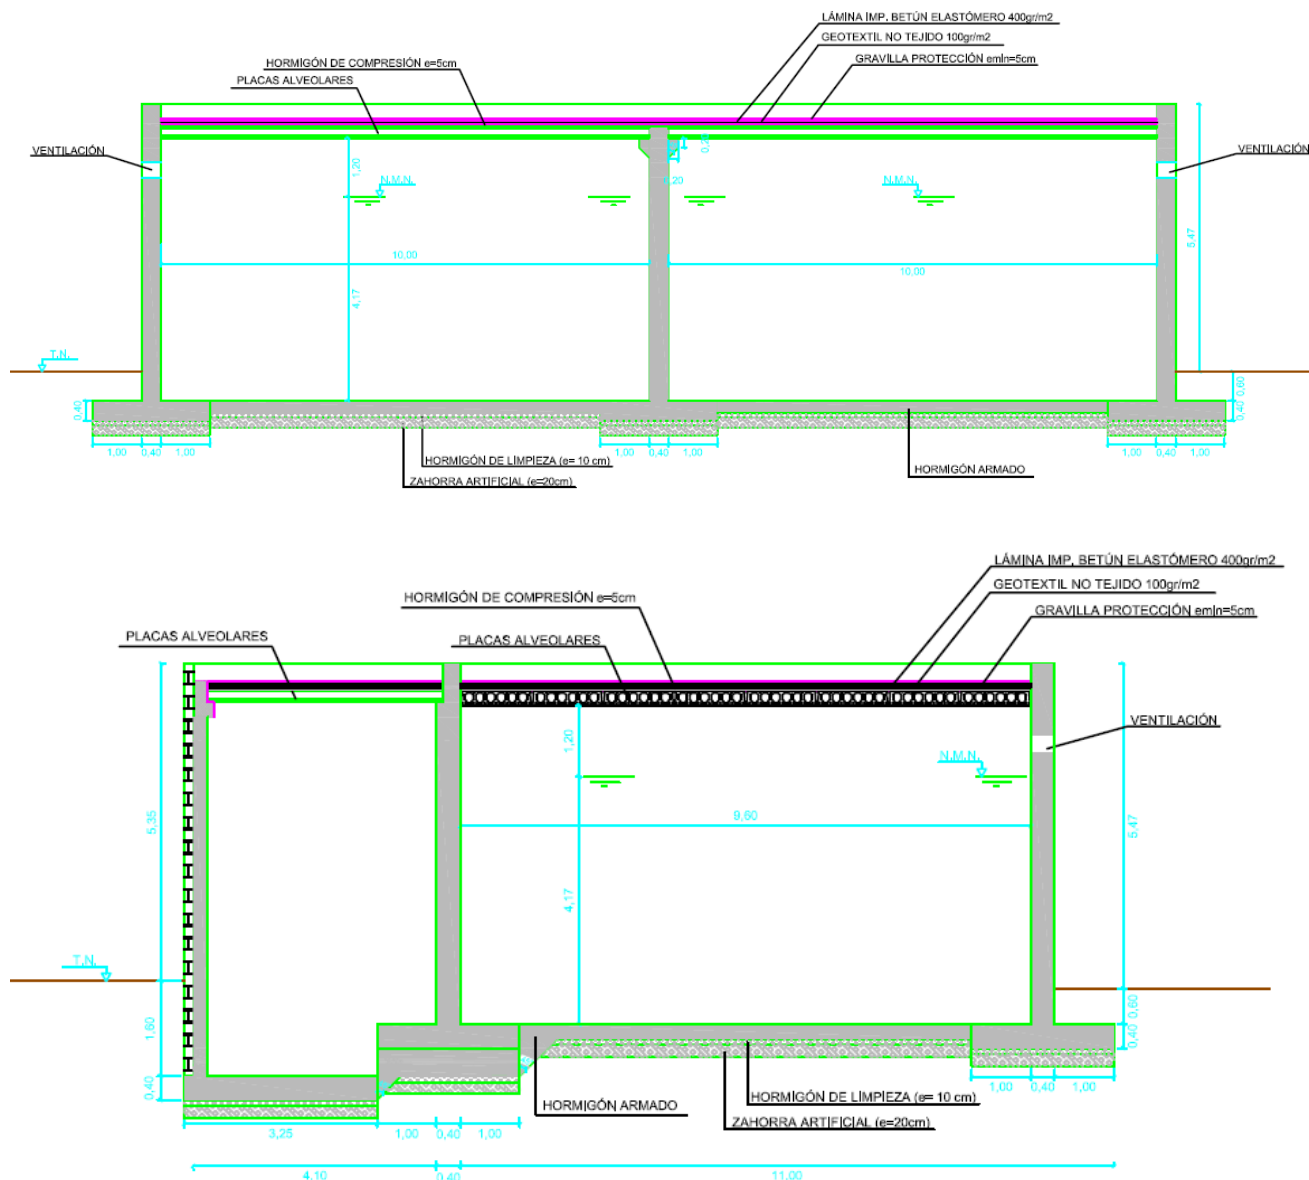 LÁMINA IMP. BETÚN ELASTÓMERO 400gr/m2
GEOTEXTIL NO TEJIDO 100gr/m2
HORMIGÓN DE COMPRESIÓN e=5cm
GRAVILLA PROTECCIÓN emin=5cm
PLACAS ALVEOLARES
VENTILACIÓN
VENTILACIÓN
1,20
0,20
0,20
N.M.N.
N.M.N.
5,47
10,00
10,00
4,17
T.N.
0,60
0,40
0,40
1,00 0,40 1,00
1,00 0,40 1,00
1,00 0,40 1,00
HORMIGÓN DE LIMPIEZA (e= 10 cm)
HORMIGÓN ARMADO
ZAHORRA ARTIFICIAL (e=20cm)
LÁMINA IMP. BETÚN ELASTÓMERO 400gr/m2
GEOTEXTIL NO TEJIDO 100gr/m2
HORMIGÓN DE COMPRESIÓN e=5cm
GRAVILLA PROTECCIÓN emin=5cm
PLACAS ALVEOLARES
PLACAS ALVEOLARES
VENTILACIÓN
1,20
N.M.N.
5,35
9,60
5,47
4,17
T.N.
1,60
0,60
0,40
0,40
1,00 0,40 1,00
HORMIGÓN DE LIMPIEZA (e= 10 cm)
HORMIGÓN ARMADO
ZAHORRA ARTIFICIAL (e=20cm)
3,25 1,00 0,40 1,00
4,10 0,40 11,00